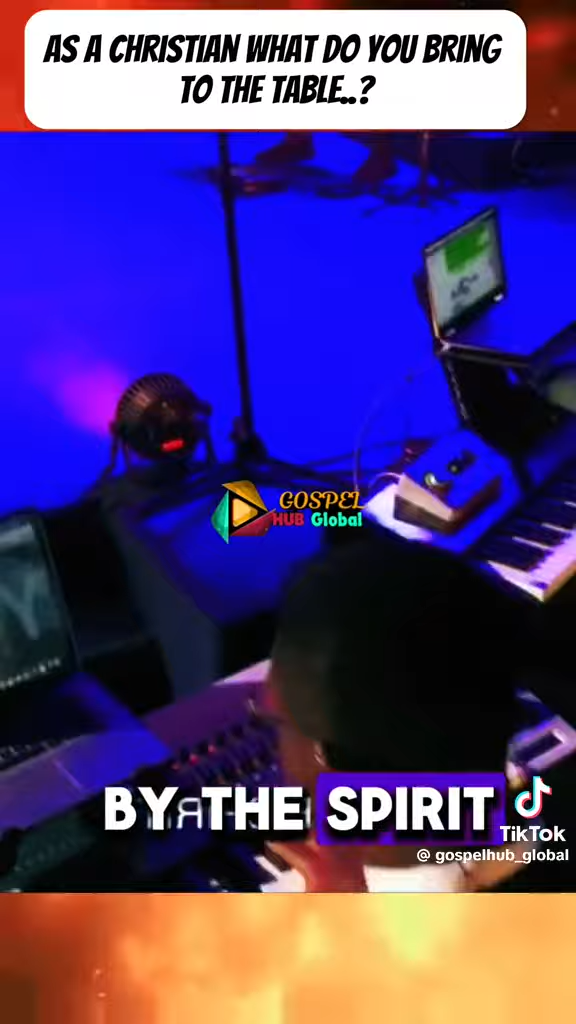 AS A CHRISTIAN WHAT DO YOU BRING
TO THE TABLE..?
GOSPEL
HUB Global
BY THE SPIRIT
TikTok
@ gospelhub_global